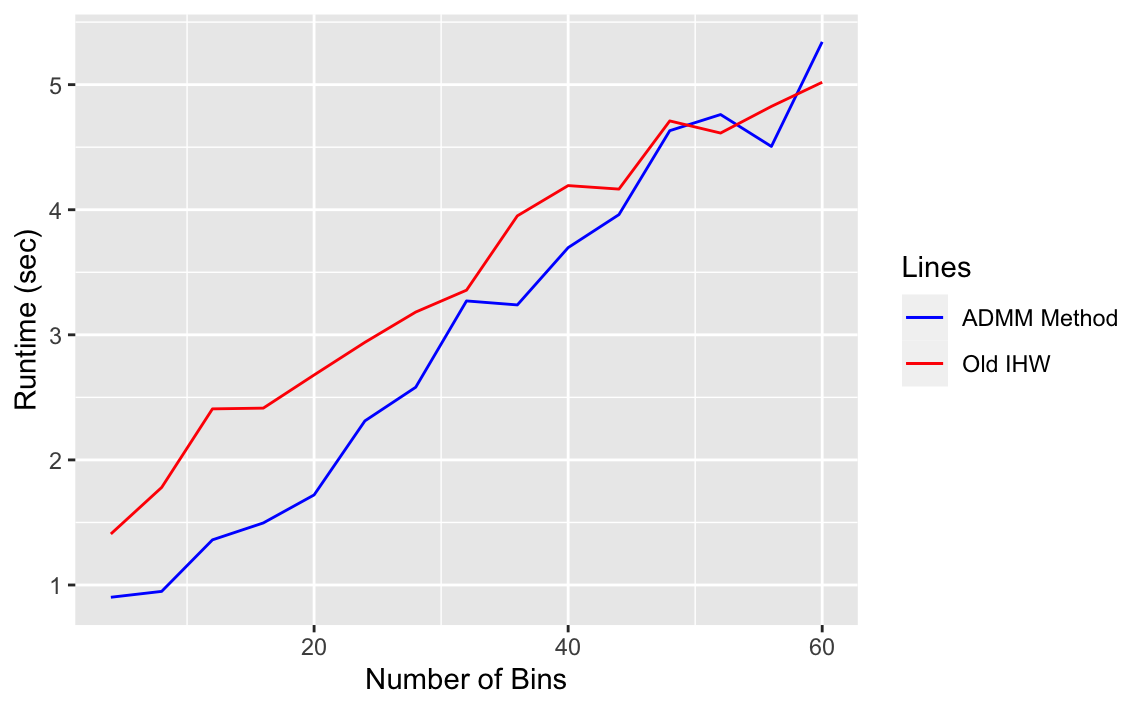 5
4
3
2
1
Runtime (sec)
20 40 60
Number of Bins
Lines
ADMM Method
Old IHW